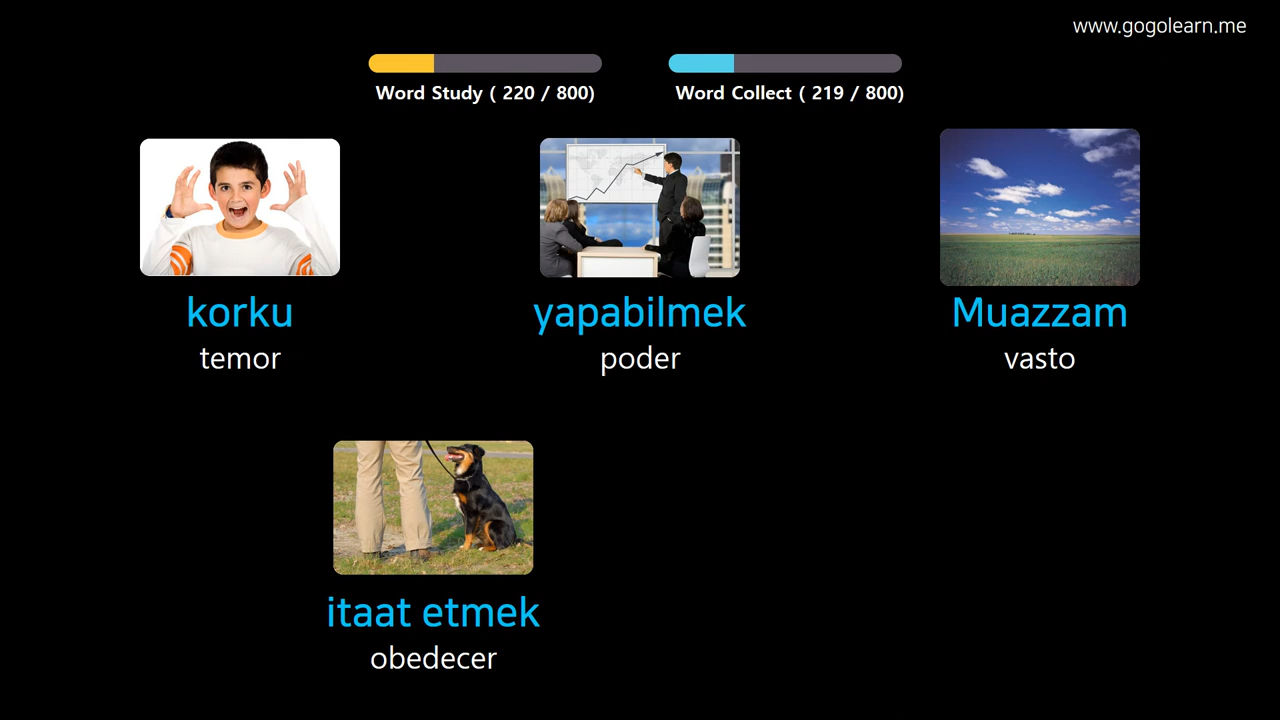 www.gogolearn.me
Word Study ( 220 / 800)
Word Collect ( 219 / 800)
korku
temor
yapabilmek
poder
Muazzam
vasto
itaat etmek
obedecer